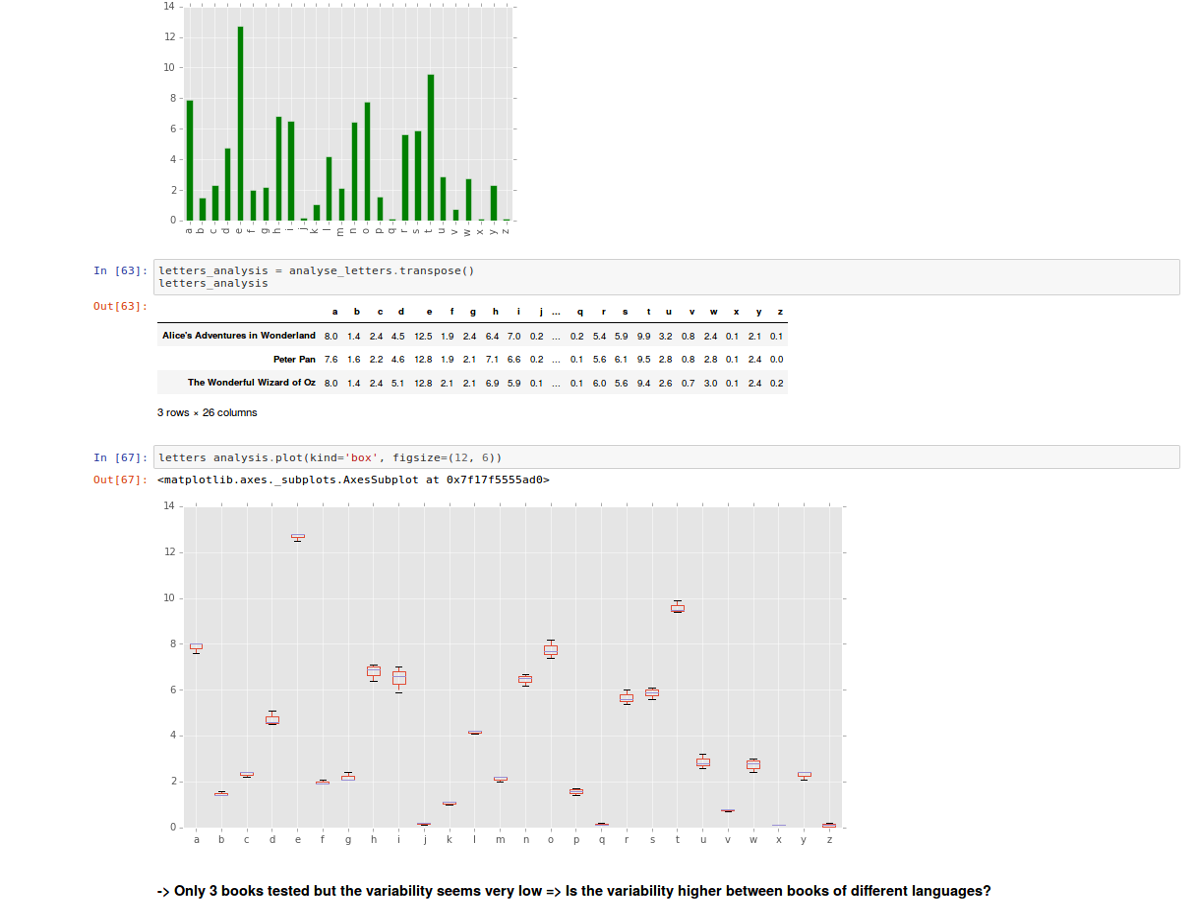 14
12
10
8
6
4
2
0
a b c d e f g h i j k l m n o p q r s t u v w x y z
In [63]: letters_analysis = analyse_letters.transpose()
letters_analysis
Out[63]:
a b c d e f g h i j ... q r s t u v w x y z
Alice's Adventures in Wonderland 8.0 1.4 2.4 4.5 12.5 1.9 2.4 6.4 7.0 0.2 ... 0.2 5.4 5.9 9.9 3.2 0.8 2.4 0.1 2.1 0.1
Peter Pan 7.6 1.6 2.2 4.6 12.8 1.9 2.1 7.1 6.6 0.2 ... 0.1 5.6 6.1 9.5 2.8 0.8 2.8 0.1 2.4 0.0
The Wonderful Wizard of Oz 8.0 1.4 2.4 5.1 12.8 2.1 2.1 6.9 5.9 0.1 ... 0.1 6.0 5.6 9.4 2.6 0.7 3.0 0.1 2.4 0.2
3 rows × 26 columns
In [67]: letters analysis.plot(kind='box', figsize=(12, 6))
Out[67]: <matplotlib.axes._subplots.AxesSubplot at 0x7f17f5555ad0>
14
12
10
8
6
4
2
0
a b c d e f g h i j k l m n o p q r s t u v w x y z
-> Only 3 books tested but the variability seems very low => Is the variability higher between books of different languages?